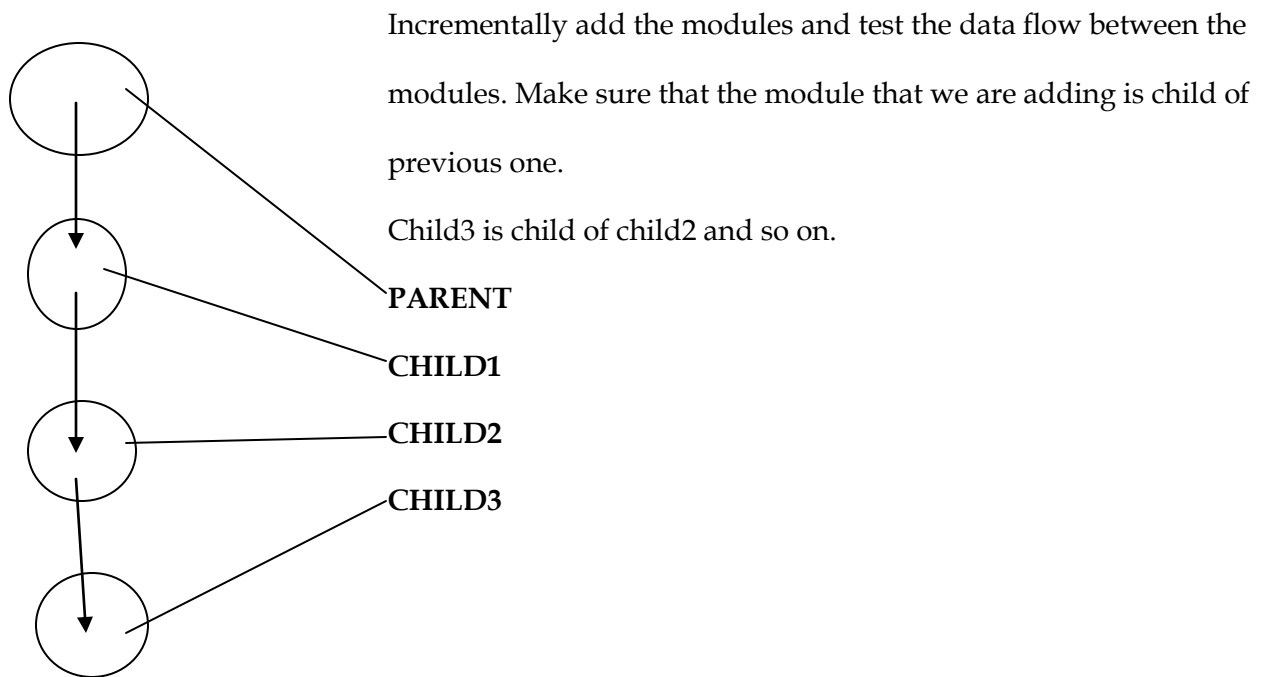 Incrementally add the modules and test the data flow between the
modules. Make sure that the module that we are adding is child of
previous one.
Child3 is child of child2 and so on.
PARENT
CHILD1
CHILD2
CHILD3